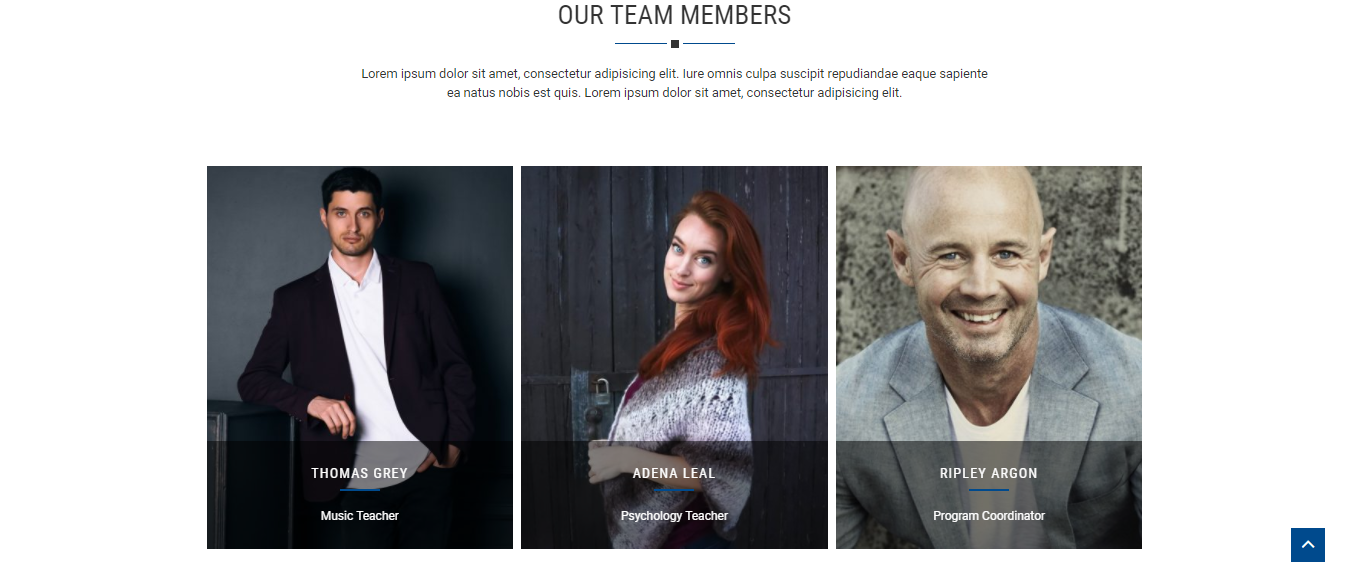 OUR TEAM MEMBERS
Lorem ipsum dolor sit amet, consectetur adipisicing elit. Iure omnis culpa suscipit repudiandae eaque sapiente
ea natus nobis est quis. Lorem ipsum dolor sit amet, consectetur adipisicing elit.
THOMAS GREY
Music Teacher
ADENA LEAL
Psychology Teacher
RIPLEY ARGON
Program Coordinator